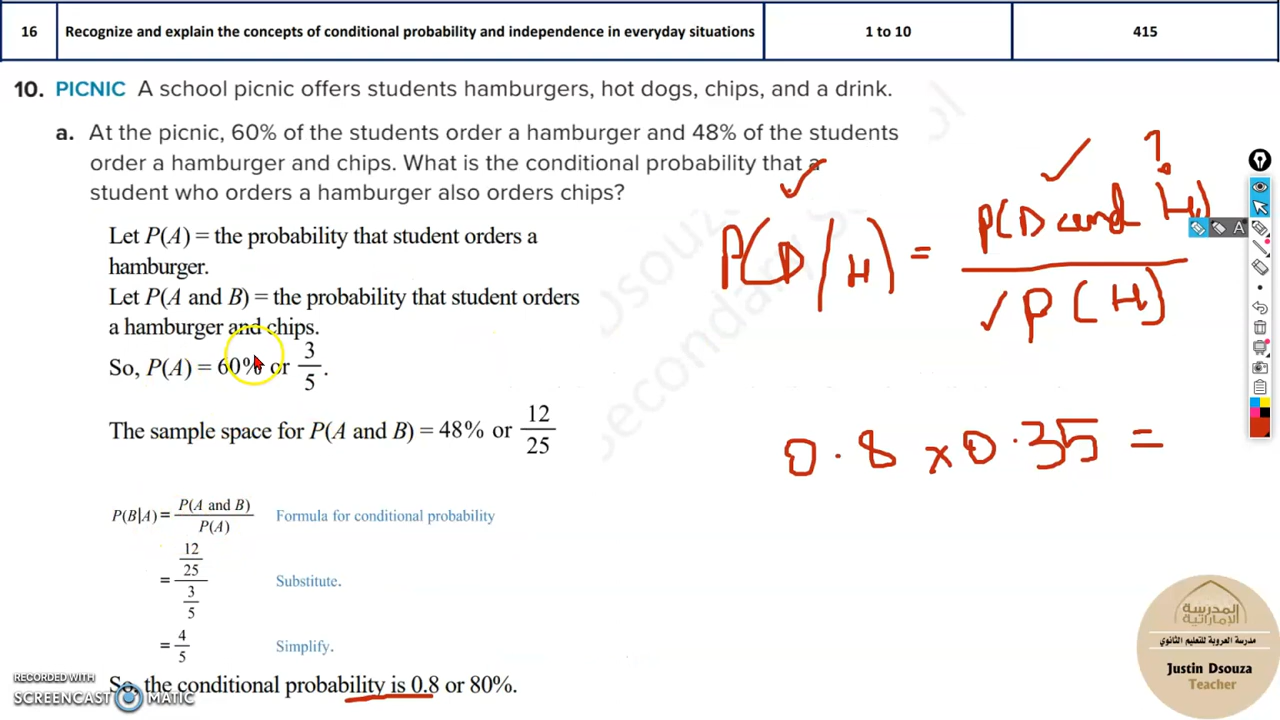 16 Recognize and explain the concepts of conditional probability and independence in everyday situations 1 to 10 415
10. PICNIC A school picnic offers students hamburgers, hot dogs, chips, and a drink.
a. At the picnic, 60% of the students order a hamburger and 48% of the students
order a hamburger and chips. What is the conditional probability that a
student who orders a hamburger also orders chips?
Let P(A) = the probability that student orders a
hamburger.
Let P(A and B) = the probability that student orders
a hamburger and chips.
So, P(A) = 60% or 3/5.
The sample space for P(A and B) = 48% or 12/25
P(B|A) = P(A and B)/P(A) Formula for conditional probability
= 12/25 / 3/5 Substitute.
= 4/5 Simplify.
So, the conditional probability is 0.8 or 80%.
?
P(D/H) = P(D and H)/P(H)
0.8 × 0.35 =
A
RECORDED WITH
SCREENCAST MATIC
المدرسة
الإماراتية
مدرسة العروبة للتعليم الثانوي
Justin Dsouza
Teacher